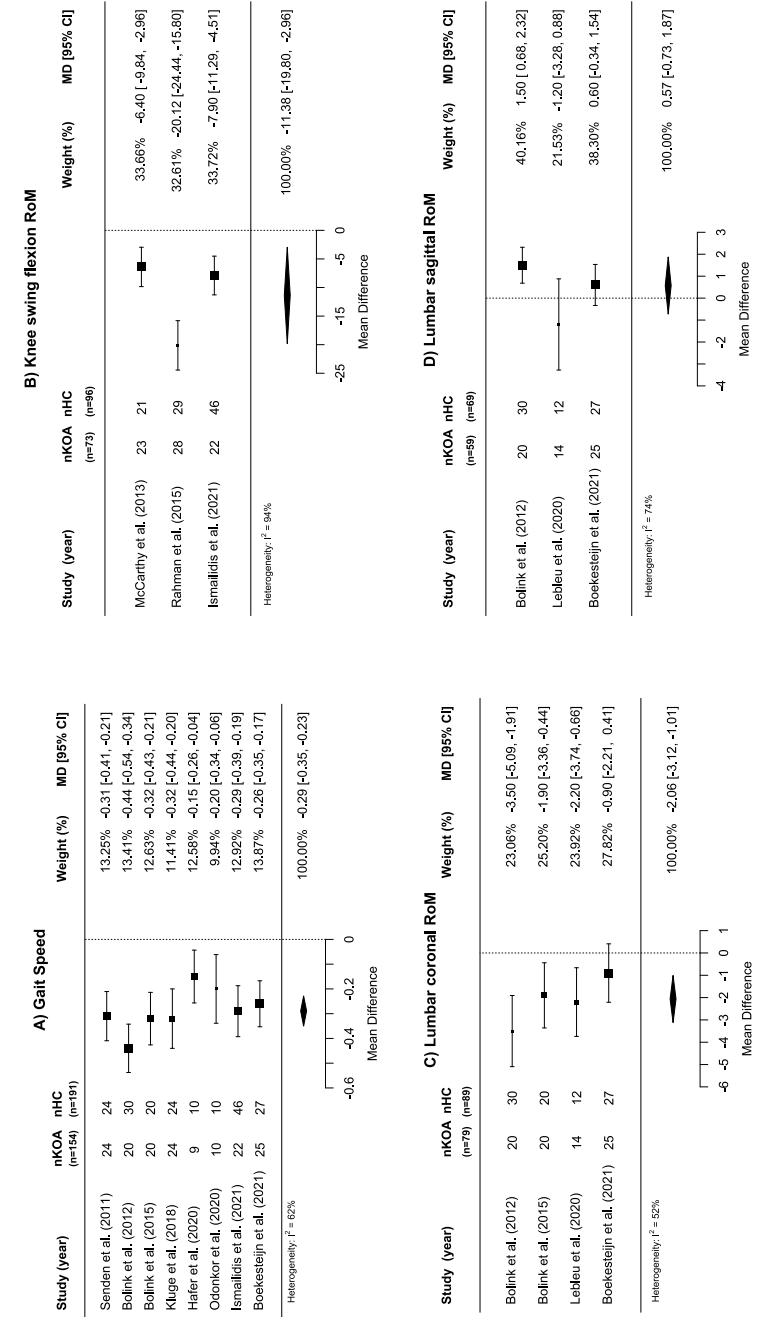 A) Gait Speed
Study (year) nKOA nHC Weight (%) MD [95% CI]
(n=154) (n=191)
Senden et al. (2011) 24 24 13.25% -0.31 [-0.41, -0.21]
Bolink et al. (2012) 20 30 13.41% -0.44 [-0.54, -0.34]
Bolink et al. (2015) 20 20 12.63% -0.32 [-0.43, -0.21]
Kluge et al. (2018) 24 24 11.41% -0.32 [-0.44, -0.20]
Hafer et al. (2020) 9 10 12.58% -0.15 [-0.26, -0.04]
Odonkor et al. (2020) 10 10 9.94% -0.20 [-0.34, -0.06]
Ismailidis et al. (2021) 22 46 12.92% -0.29 [-0.39, -0.19]
Boekesteijn et al. (2021) 25 27 13.87% -0.26 [-0.35, -0.17]
Heterogeneity: I² = 62%
100.00% -0.29 [-0.35, -0.23]
-0.6 -0.4 -0.2 0
Mean Difference
B) Knee swing flexion RoM
Study (year) nKOA nHC Weight (%) MD [95% CI]
(n=73) (n=96)
McCarthy et al. (2013) 23 21 33.66% -6.40 [-9.84, -2.96]
Rahman et al. (2015) 28 29 32.61% -20.12 [-24.44, -15.80]
Ismailidis et al. (2021) 22 46 33.72% -7.90 [-11.29, -4.51]
Heterogeneity: I² = 94%
100.00% -11.38 [-19.80, -2.96]
-25 -15 -5 0
Mean Difference
C) Lumbar coronal RoM
Study (year) nKOA nHC Weight (%) MD [95% CI]
(n=79) (n=89)
Bolink et al. (2012) 20 30 23.06% -3.50 [-5.09, -1.91]
Bolink et al. (2015) 20 20 25.20% -1.90 [-3.36, -0.44]
Lebleu et al. (2020) 14 12 23.92% -2.20 [-3.74, -0.66]
Boekesteijn et al. (2021) 25 27 27.82% -0.90 [-2.21, 0.41]
Heterogeneity: I² = 52%
100.00% -2.06 [-3.12, -1.01]
-6 -5 -4 -3 -2 -1 0 1
Mean Difference
D) Lumbar sagittal RoM
Study (year) nKOA nHC Weight (%) MD [95% CI]
(n=59) (n=69)
Bolink et al. (2012) 20 30 40.16% 1.50 [ 0.68, 2.32]
Lebleu et al. (2020) 14 12 21.53% -1.20 [-3.28, 0.88]
Boekesteijn et al. (2021) 25 27 38.30% 0.60 [-0.34, 1.54]
Heterogeneity: I² = 74%
100.00% 0.57 [-0.73, 1.87]
-4 -2 0 1 2 3
Mean Difference